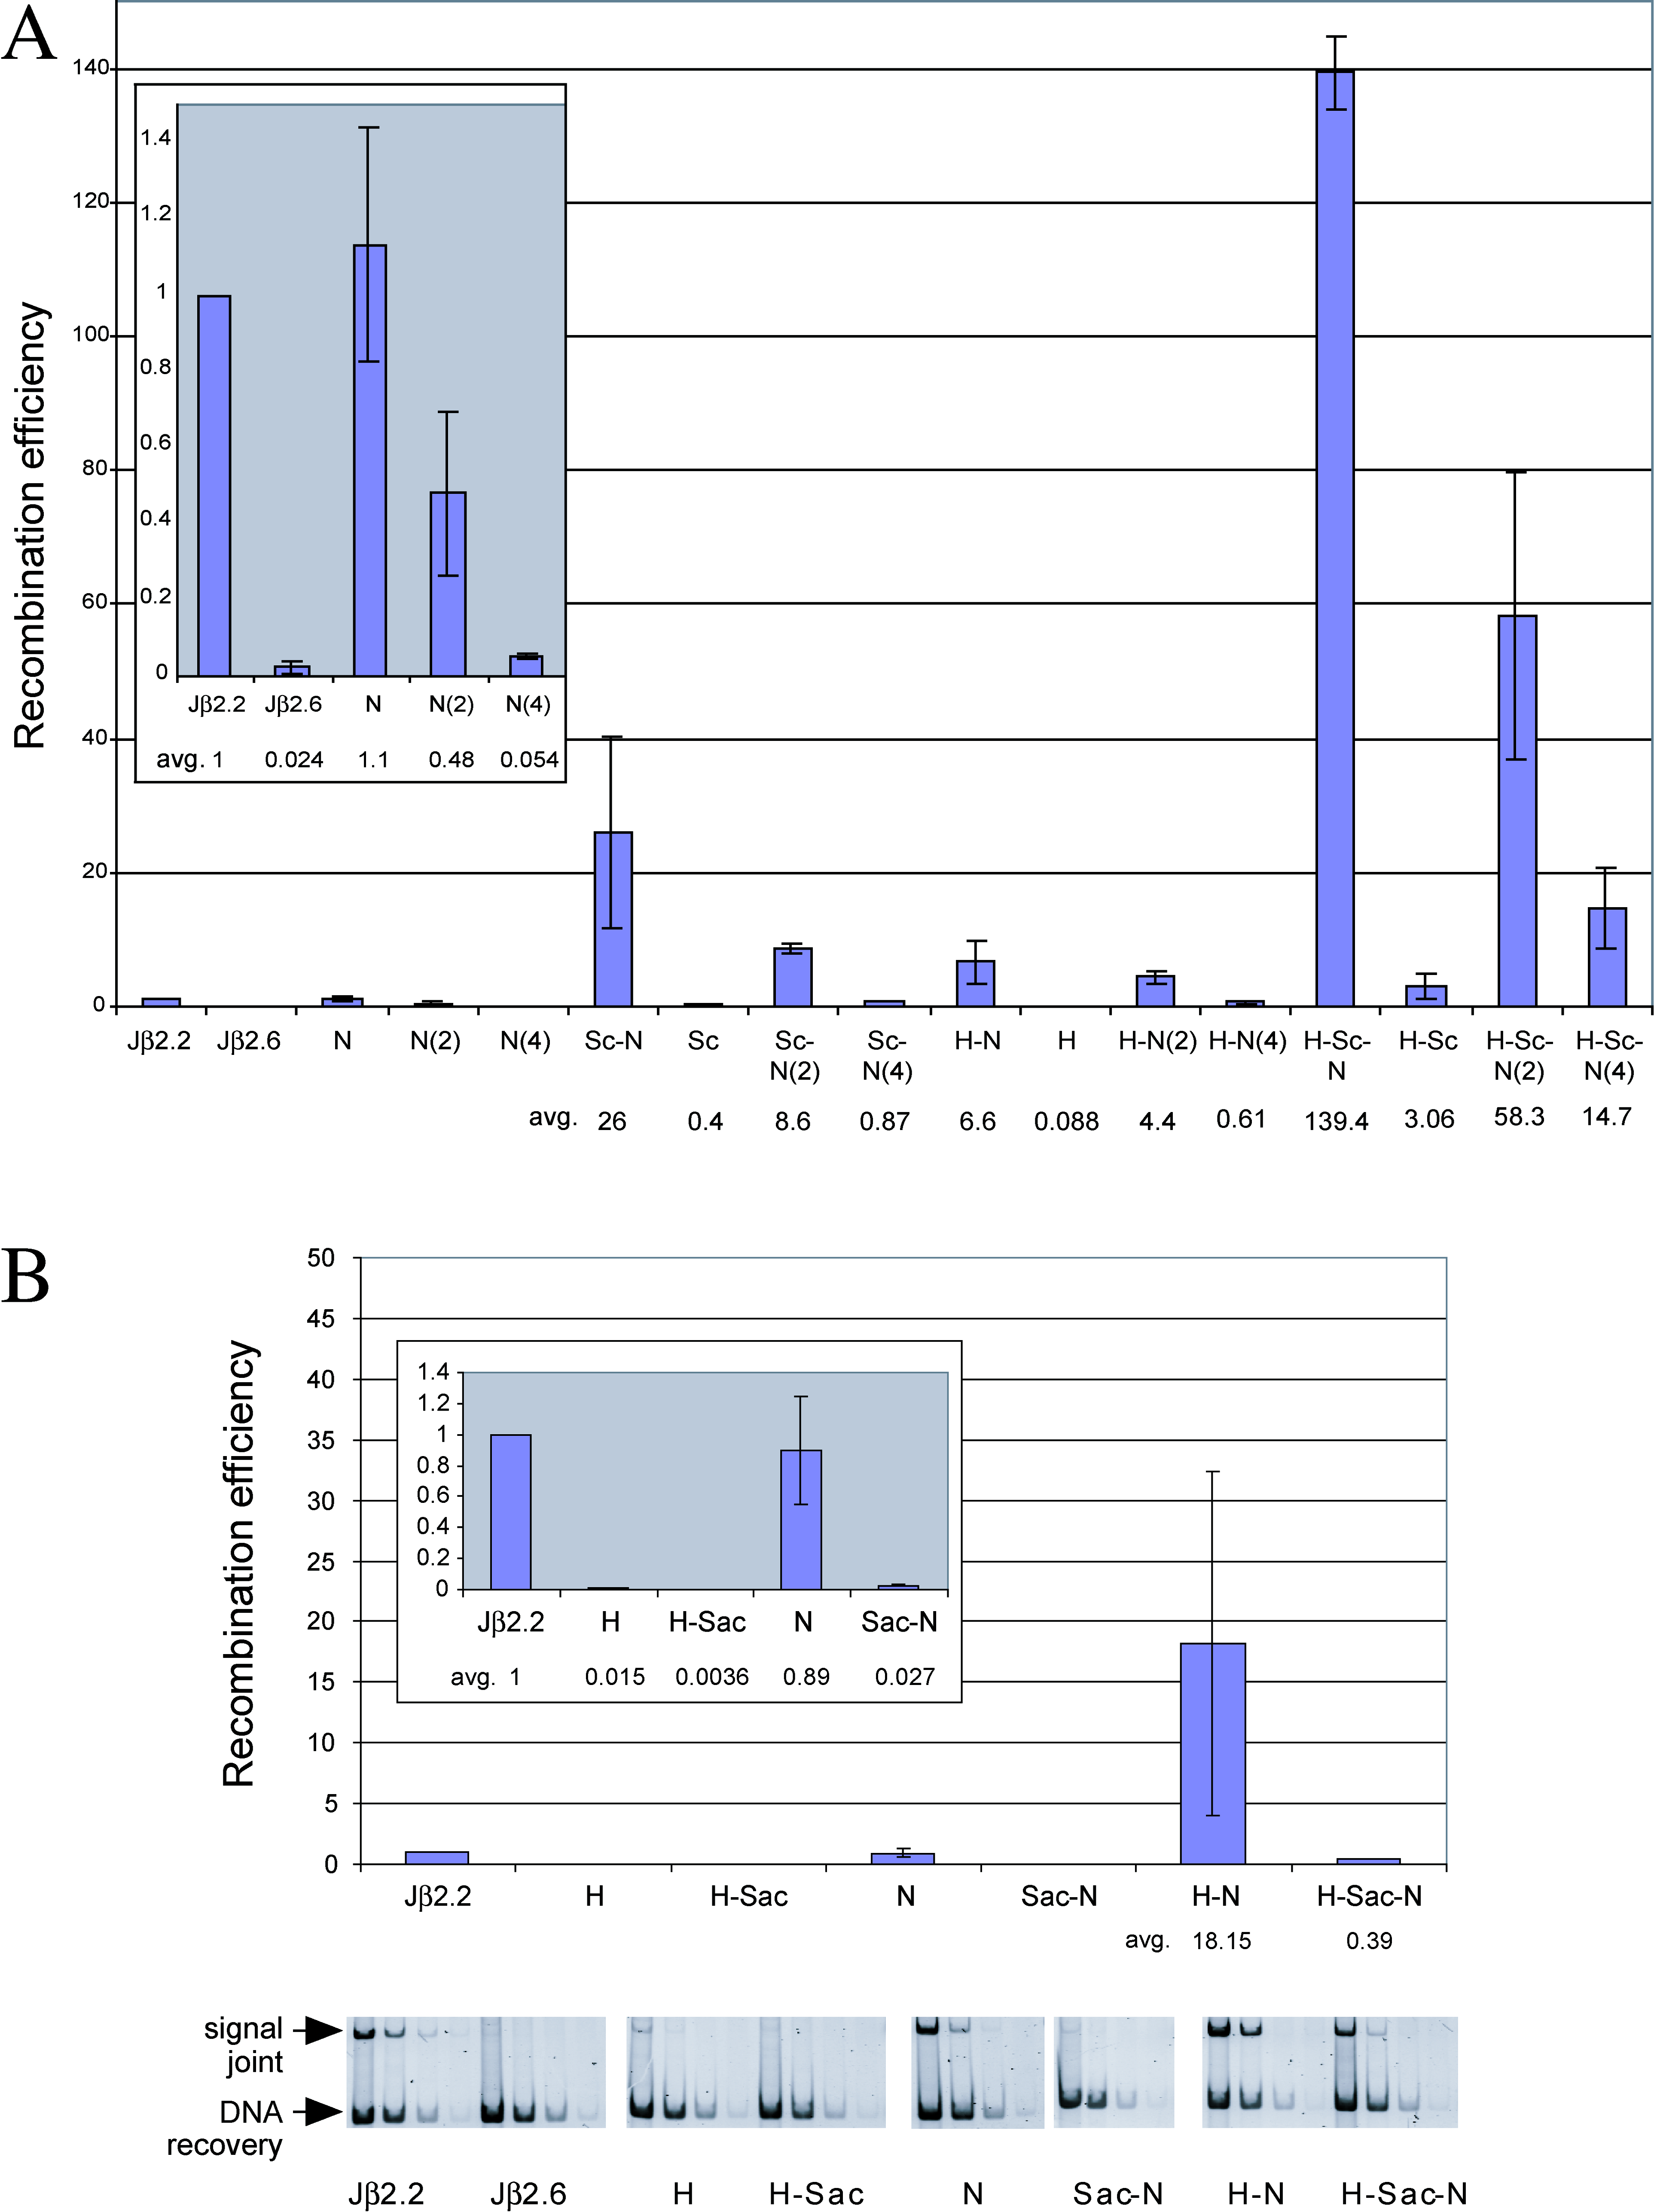 A
Recombination efficiency
140
120
100
80
60
40
20
0
1.4
1.2
1
0.8
0.6
0.4
0.2
0
Jβ2.2 Jβ2.6 N N(2) N(4)
avg. 1 0.024 1.1 0.48 0.054
Jβ2.2 Jβ2.6 N N(2) N(4) Sc-N Sc Sc- Sc- H-N H H-N(2) H-N(4) H-Sc- H-Sc H-Sc- H-Sc-
N(2) N(4) N N(2) N(4)
avg. 26 0.4 8.6 0.87 6.6 0.088 4.4 0.61 139.4 3.06 58.3 14.7
B
Recombination efficiency
50
45
40
35
30
25
20
15
10
5
0
1.4
1.2
1
0.8
0.6
0.4
0.2
0
Jβ2.2 H H-Sac N Sac-N
avg. 1 0.015 0.0036 0.89 0.027
Jβ2.2 H H-Sac N Sac-N H-N H-Sac-N
avg. 18.15 0.39
signal
joint
DNA
recovery
Jβ2.2 Jβ2.6 H H-Sac N Sac-N H-N H-Sac-N